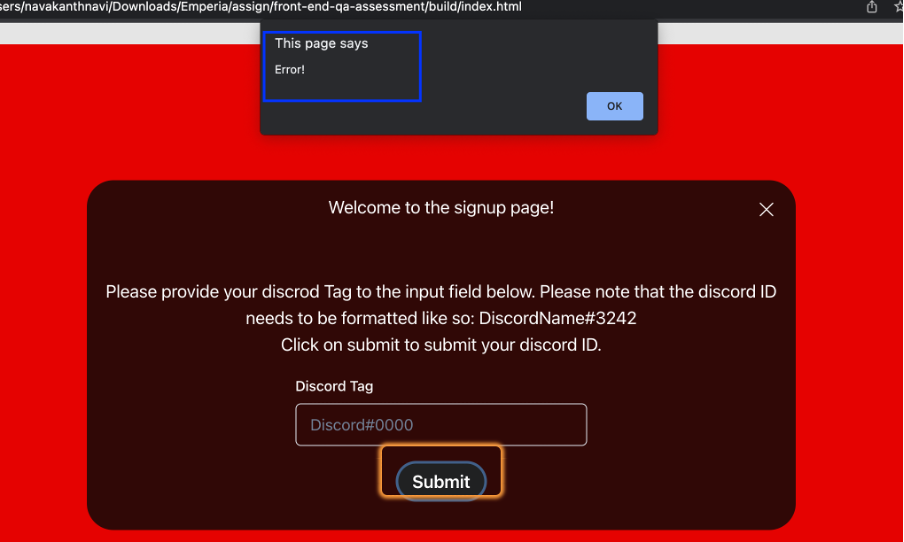 sers/navakanthnavi/Downloads/Emperia/assign/front-end-qa-assessment/build/index.html
This page says
Error!
OK
Welcome to the signup page!
Please provide your discrod Tag to the input field below. Please note that the discord ID
needs to be formatted like so: DiscordName#3242
Click on submit to submit your discord ID.
Discord Tag
Discord#0000
Submit